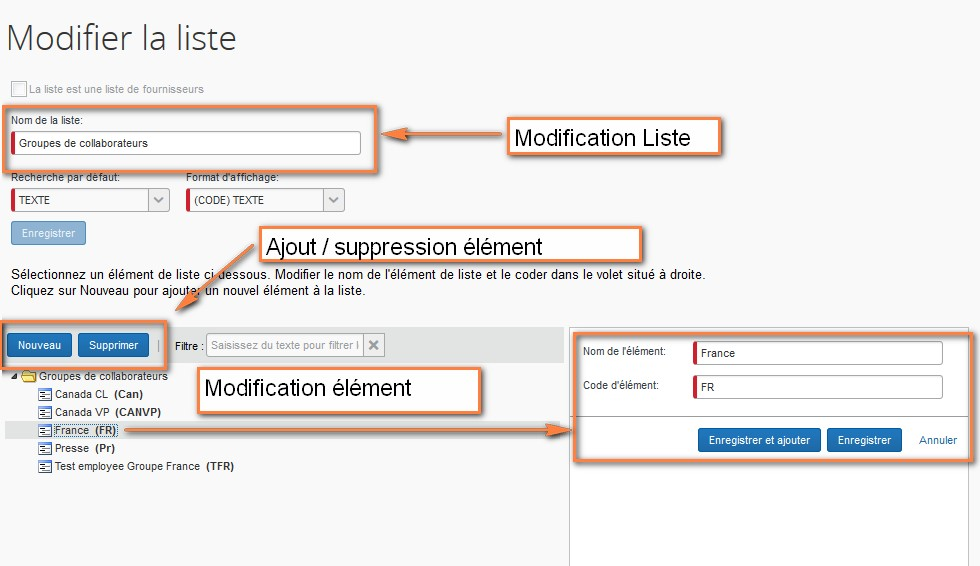 Modifier la liste
La liste est une liste de fournisseurs
Nom de la liste:
Groupes de collaborateurs
Modification Liste
Recherche par défaut: Format d'affichage:
TEXTE (CODE) TEXTE
Enregistrer
Ajout / suppression élément
Sélectionnez un élément de liste ci-dessous. Modifier le nom de l'élément de liste et le coder dans le volet situé à droite.
Cliquez sur Nouveau pour ajouter un nouvel élément à la liste.
Nouveau Supprimer | Filtre : Saisissez du texte pour filtrer l
Groupes de collaborateurs
Canada CL (Can)
Canada VP (CANVP)
France (FR)
Presse (Pr)
Test employee Groupe France (TFR)
Modification élément
Nom de l'élément: France
Code d'élément: FR
Enregistrer et ajouter Enregistrer Annuler